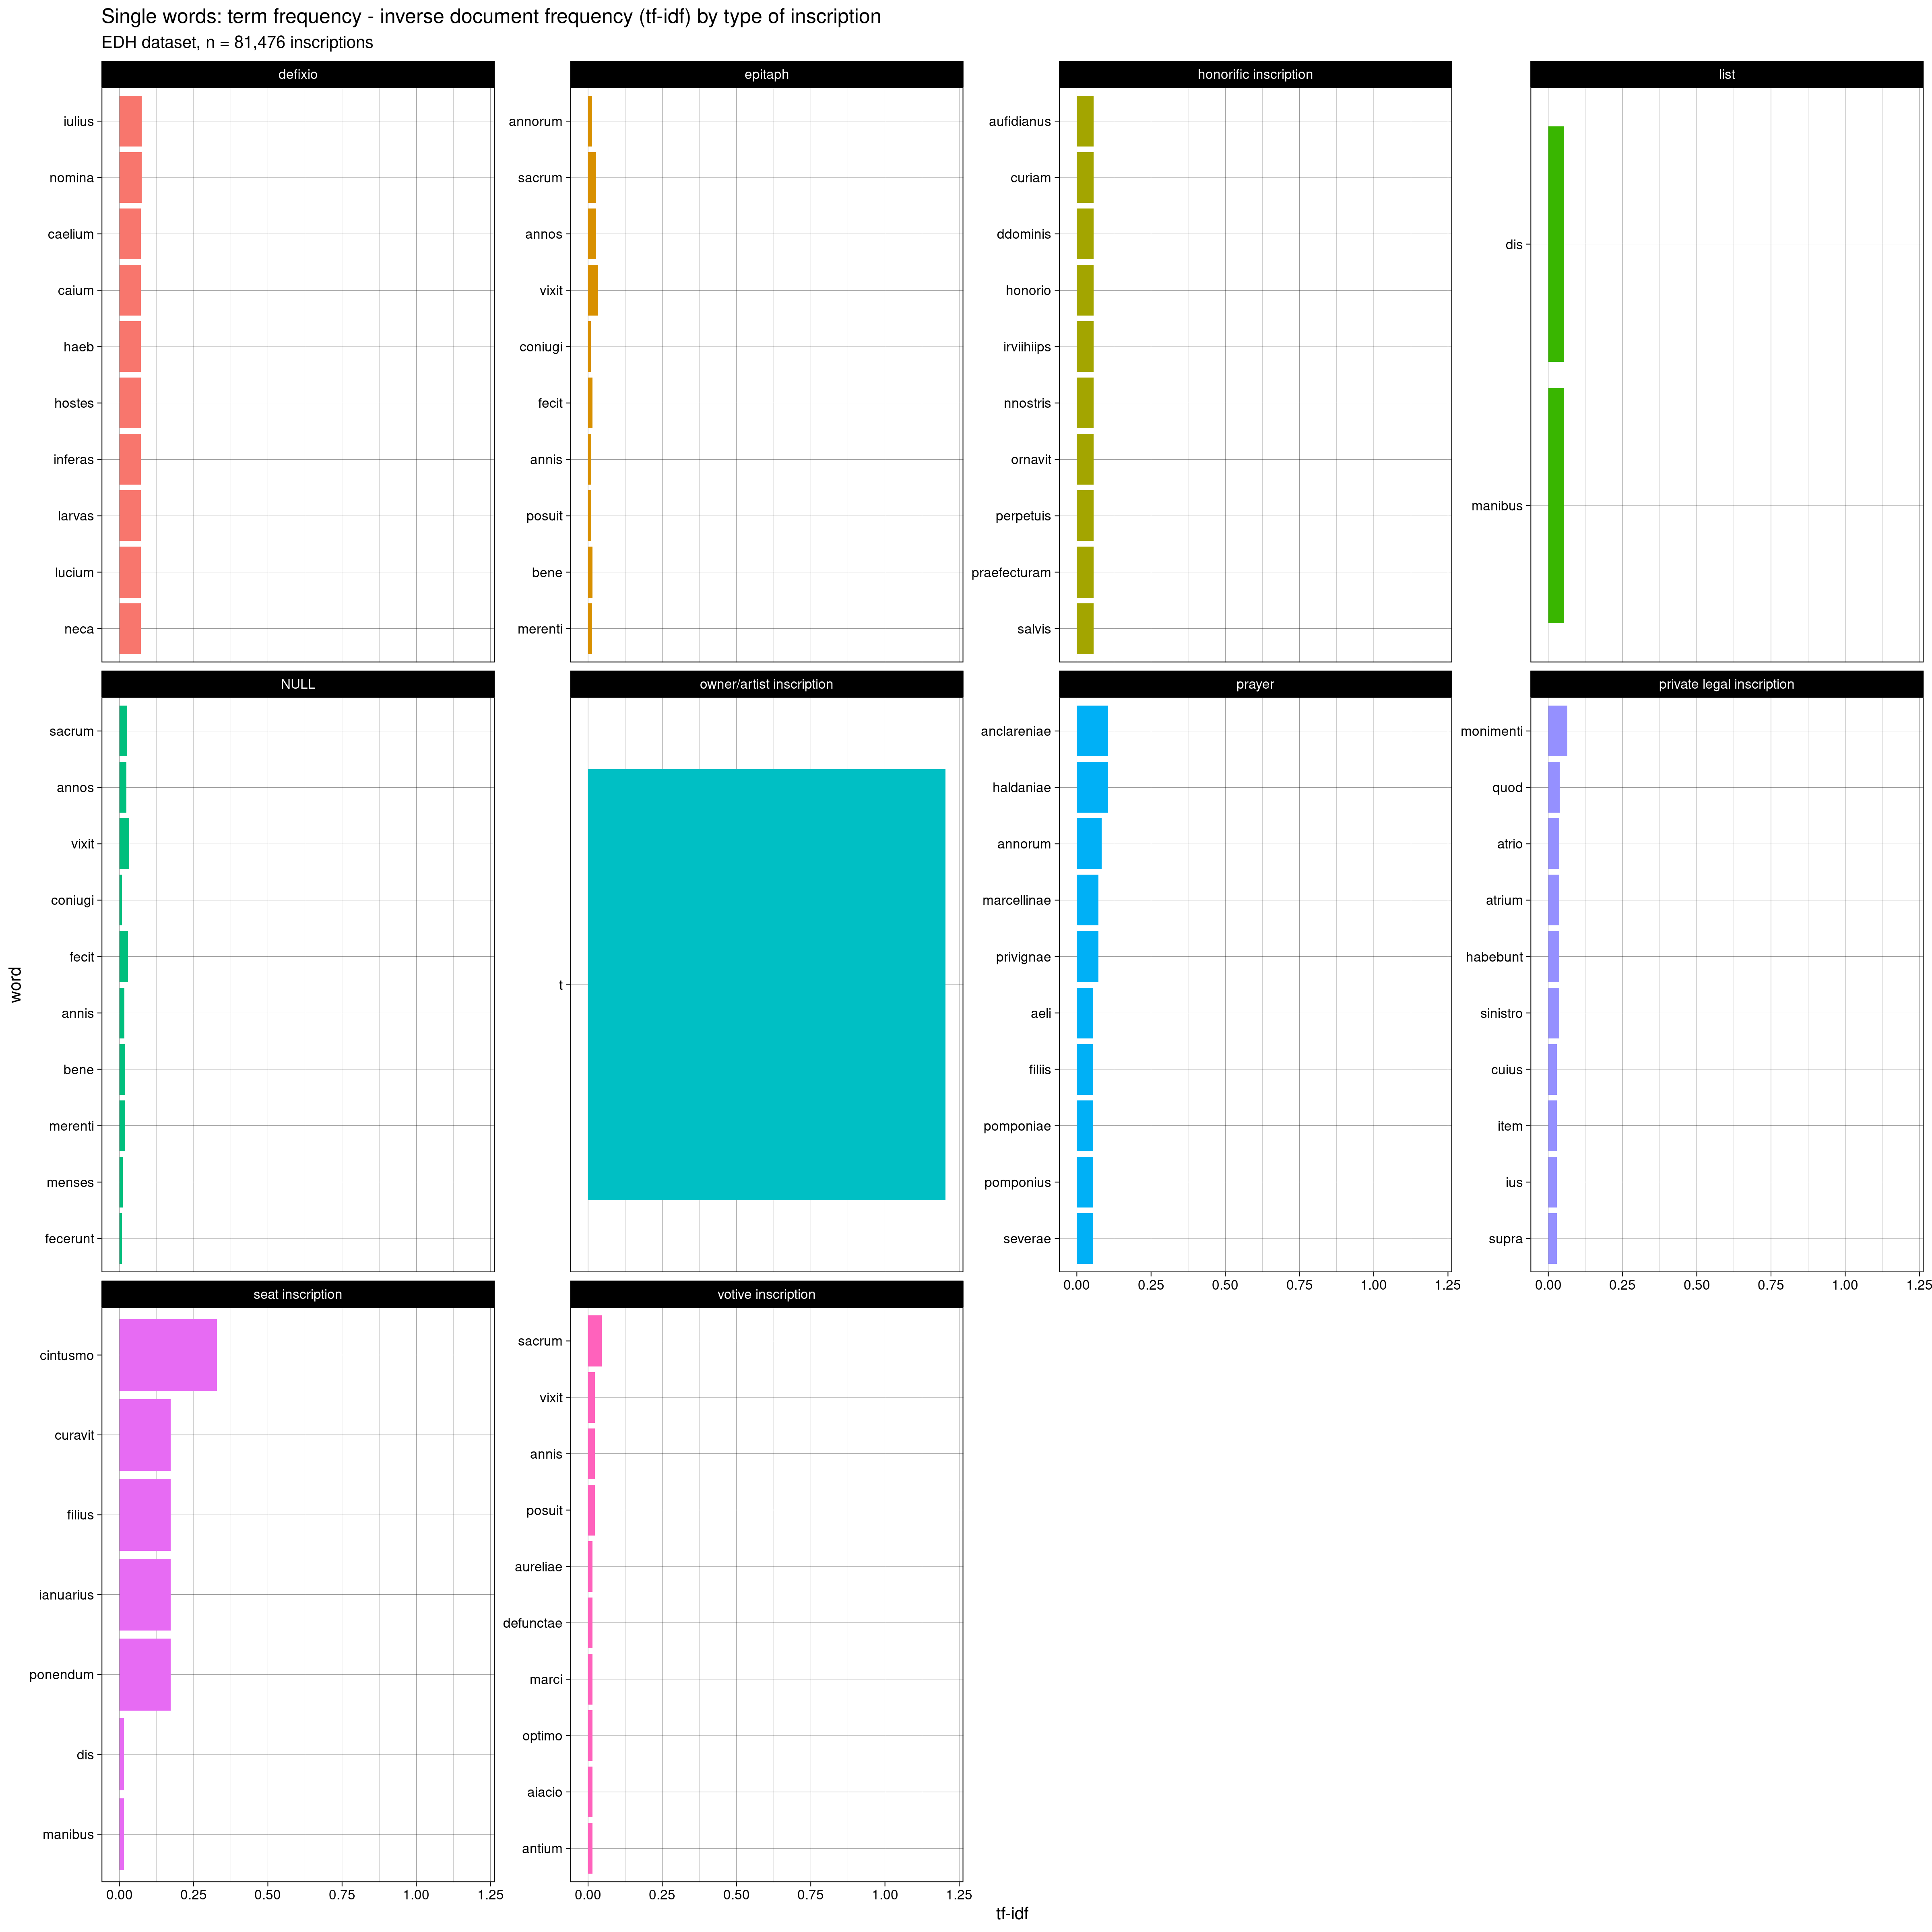 Single words: term frequency - inverse document frequency (tf-idf) by type of inscription
EDH dataset, n = 81,476 inscriptions
defixio
iulius
nomina
caelium
caium
haeb
hostes
inferas
larvas
lucium
neca
epitaph
annorum
sacrum
annos
vixit
coniugi
fecit
annis
posuit
bene
merenti
honorific inscription
aufidianus
curiam
ddominis
honorio
irviihiips
nnostris
ornavit
perpetuis
praefecturam
salvis
list
dis
manibus
NULL
sacrum
annos
vixit
coniugi
fecit
annis
bene
merenti
menses
fecerunt
owner/artist inscription
t
prayer
anclareniae
haldaniae
annorum
marcellinae
privignae
aeli
filiis
pomponiae
pomponius
severae
0.00 0.25 0.50 0.75 1.00 1.25
private legal inscription
monimenti
quod
atrio
atrium
habebunt
sinistro
cuius
item
ius
supra
0.00 0.25 0.50 0.75 1.00 1.25
seat inscription
cintusmo
curavit
filius
ianuarius
ponendum
dis
manibus
0.00 0.25 0.50 0.75 1.00 1.25
votive inscription
sacrum
vixit
annis
posuit
aureliae
defunctae
marci
optimo
aiacio
antium
0.00 0.25 0.50 0.75 1.00 1.25
word
tf-idf